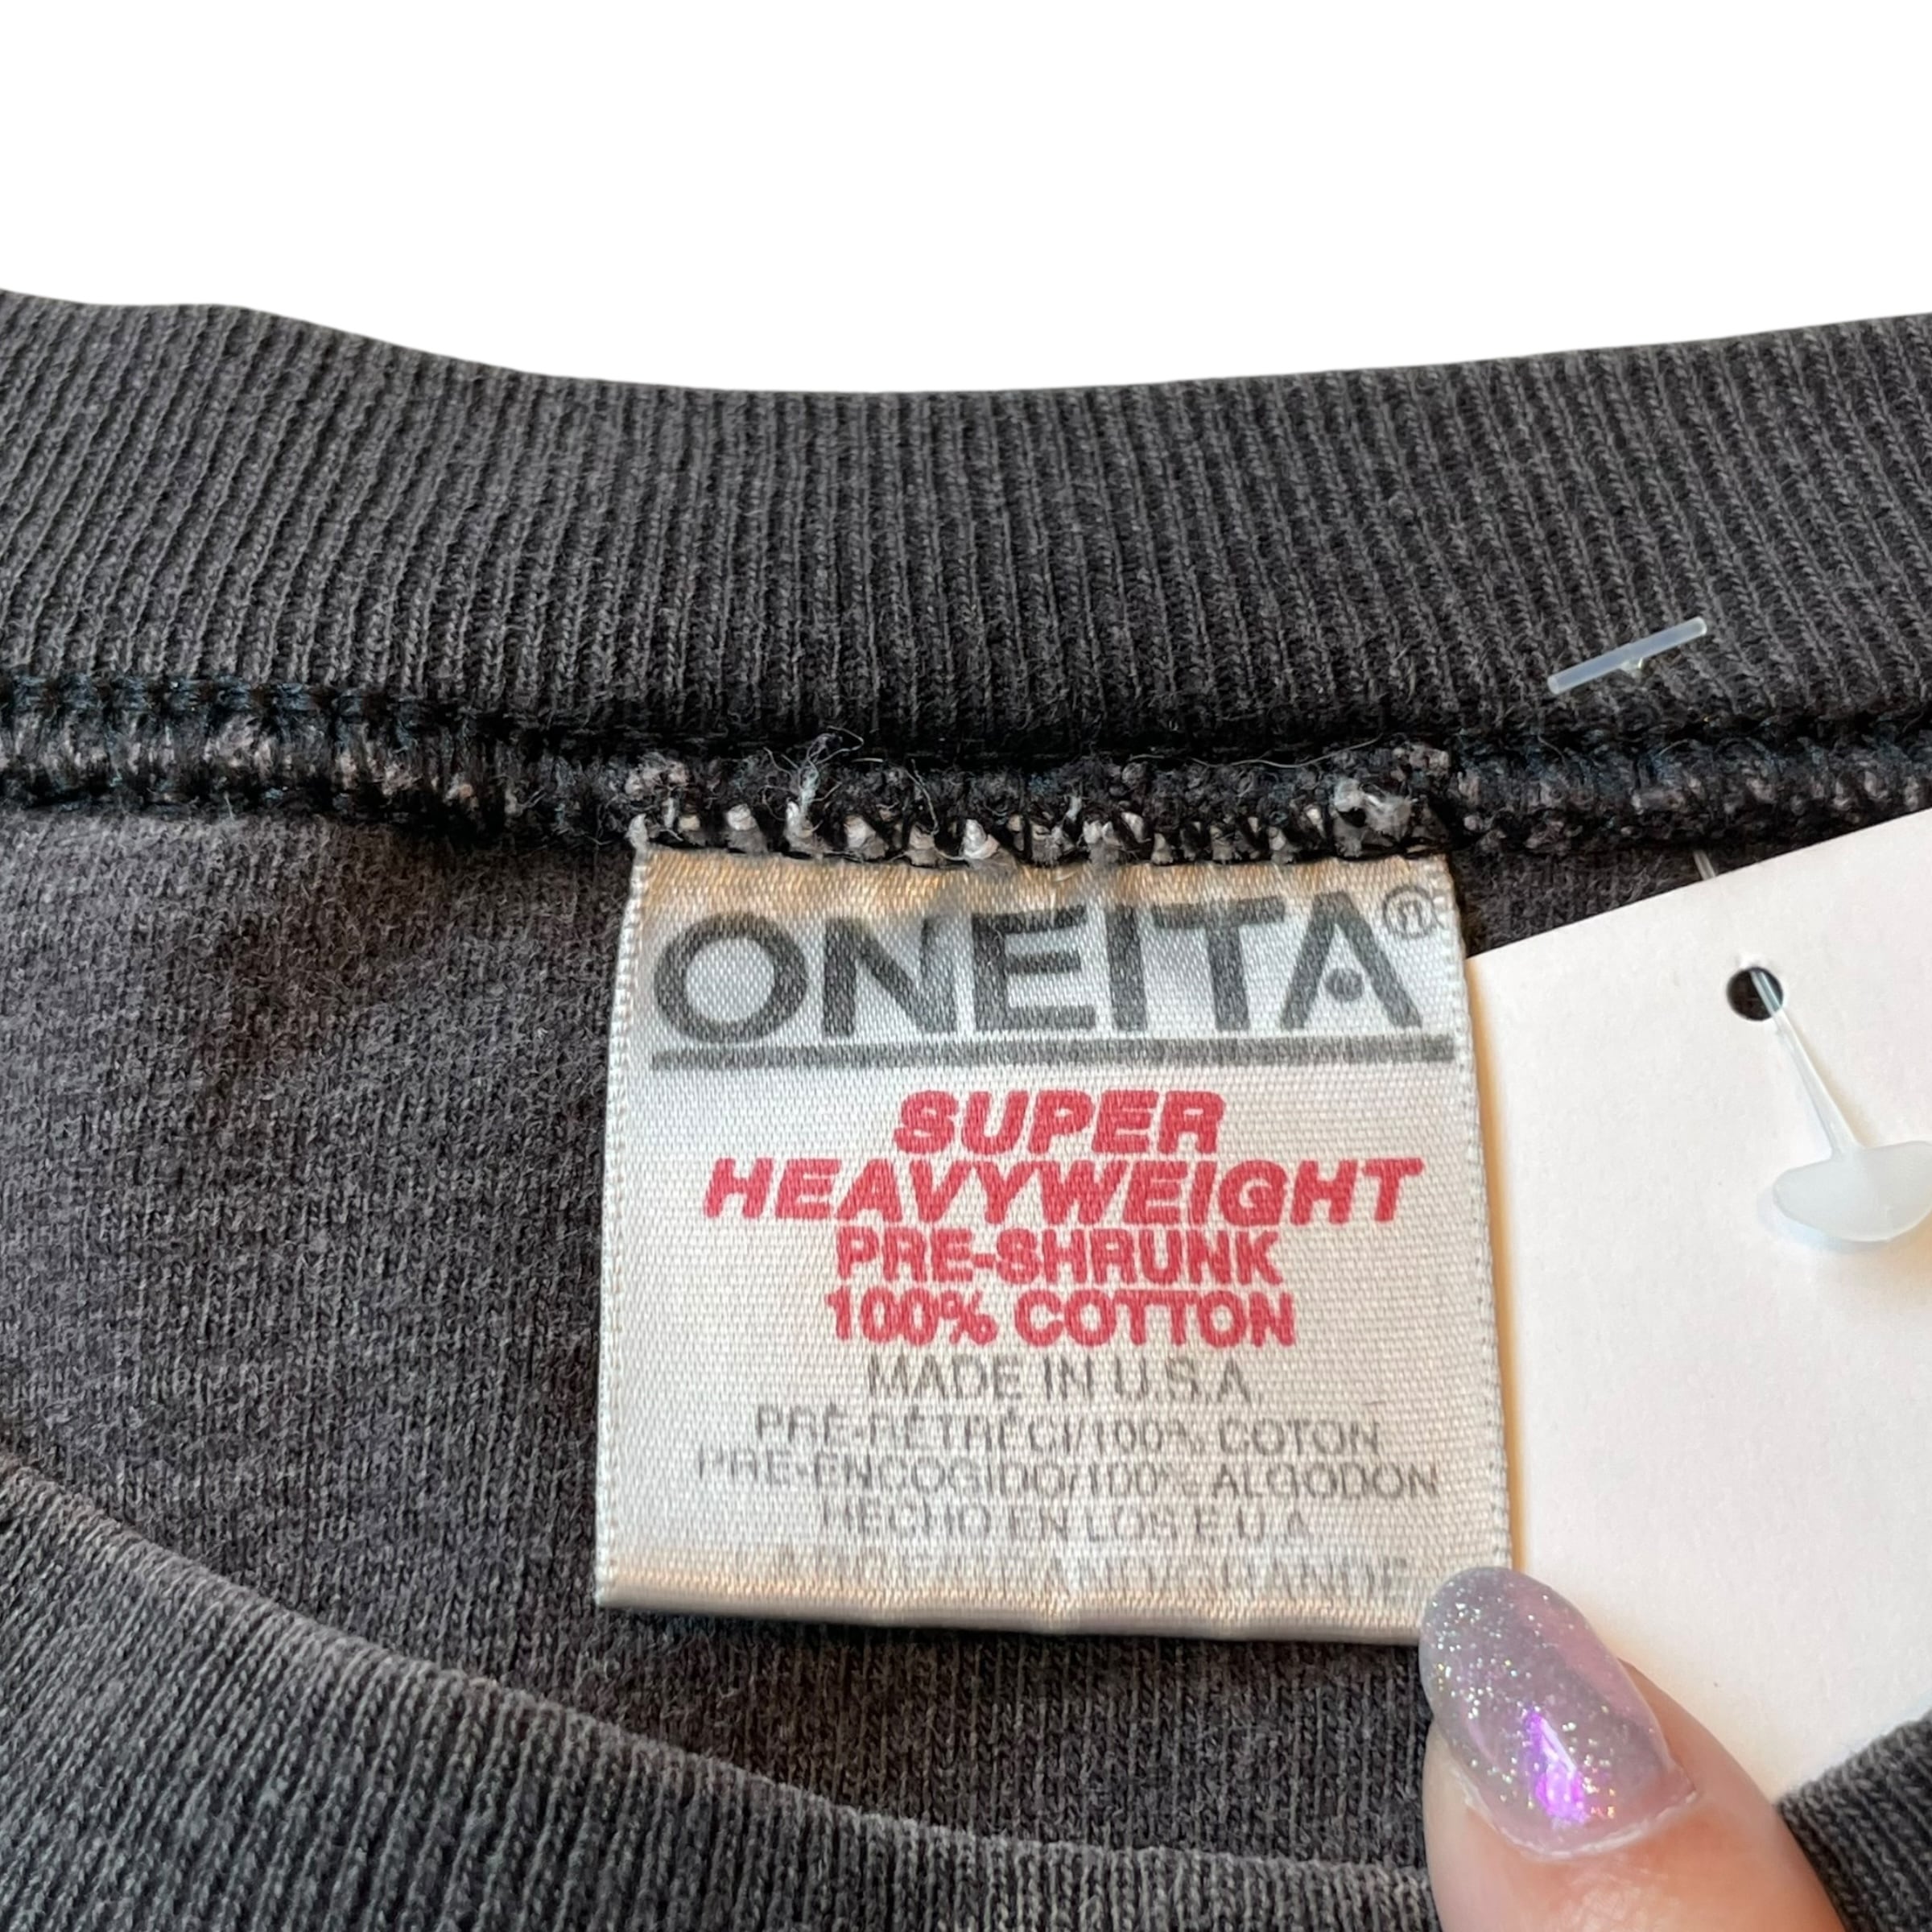 ONEITA®
SUPER
HEAVYWEIGHT
PRE-SHRUNK
100% COTTON
MADE IN U.S.A.
PRÉ-RÉTRÉCI/100% COTON
PRE-ENCOGIDO/100% ALGODON
HECHO EN LOS E.U.A.